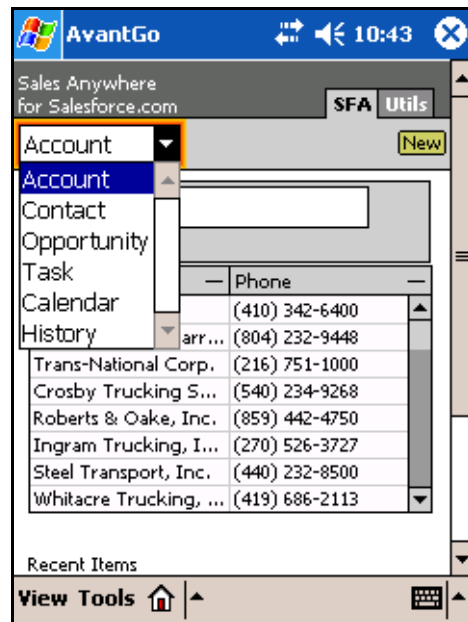 AvantGo 10:43
Sales Anywhere
for Salesforce.com
SFA Utils
Account
New
Account
Contact
Opportunity
Task
Calendar
History
Phone
(410) 342-6400
arr... (804) 232-9448
Trans-National Corp. (216) 751-1000
Crosby Trucking S... (540) 234-9268
Roberts & Oake, Inc. (859) 442-4750
Ingram Trucking, I... (270) 526-3727
Steel Transport, Inc. (440) 232-8500
Whitacre Trucking, ... (419) 686-2113
Recent Items
View Tools